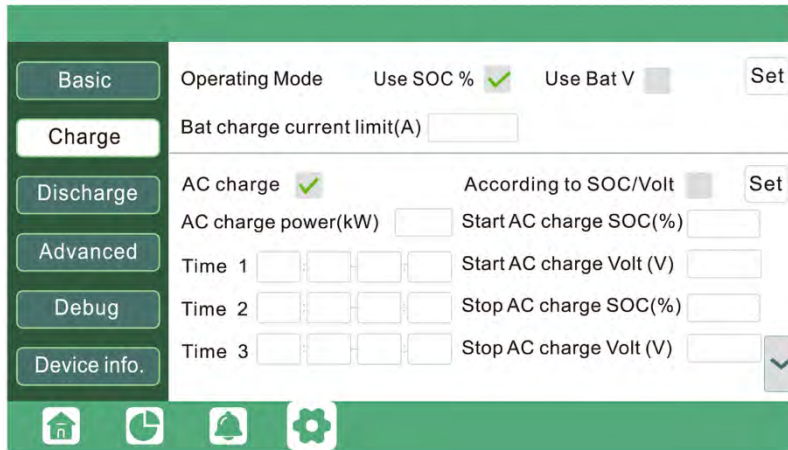 Basic
Charge
Discharge
Advanced
Debug
Device info.
Operating Mode Use SOC % Use Bat V Set
Bat charge current limit(A)
AC charge According to SOC/Volt Set
AC charge power(kW) Start AC charge SOC(%)
Time 1 : - : Start AC charge Volt (V)
Time 2 : - : Stop AC charge SOC(%)
Time 3 : - : Stop AC charge Volt (V)